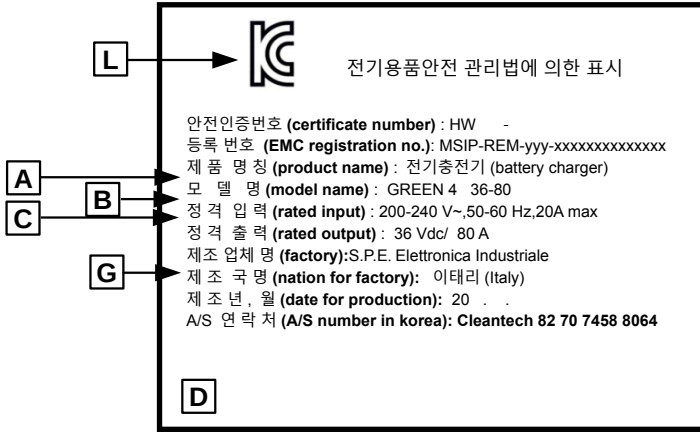 L
전기용품안전 관리법에 의한 표시
안전인증번호 (certificate number) : HW -
등록 번호 (EMC registration no.): MSIP-REM-yyy-xxxxxxxxxxxxxx
A
제 품 명 칭 (product name) : 전기충전기 (battery charger)
B
모 델 명 (model name) : GREEN 4 36-80
C
정 격 입 력 (rated input) : 200-240 V~,50-60 Hz,20A max
정 격 출 력 (rated output) : 36 Vdc/ 80 A
제조 업체 명 (factory):S.P.E. Elettronica Industriale
G
제 조 국 명 (nation for factory): 이태리 (Italy)
제 조 년 , 월 (date for production): 20 . .
A/S 연 락 처 (A/S number in korea): Cleantech 82 70 7458 8064
D